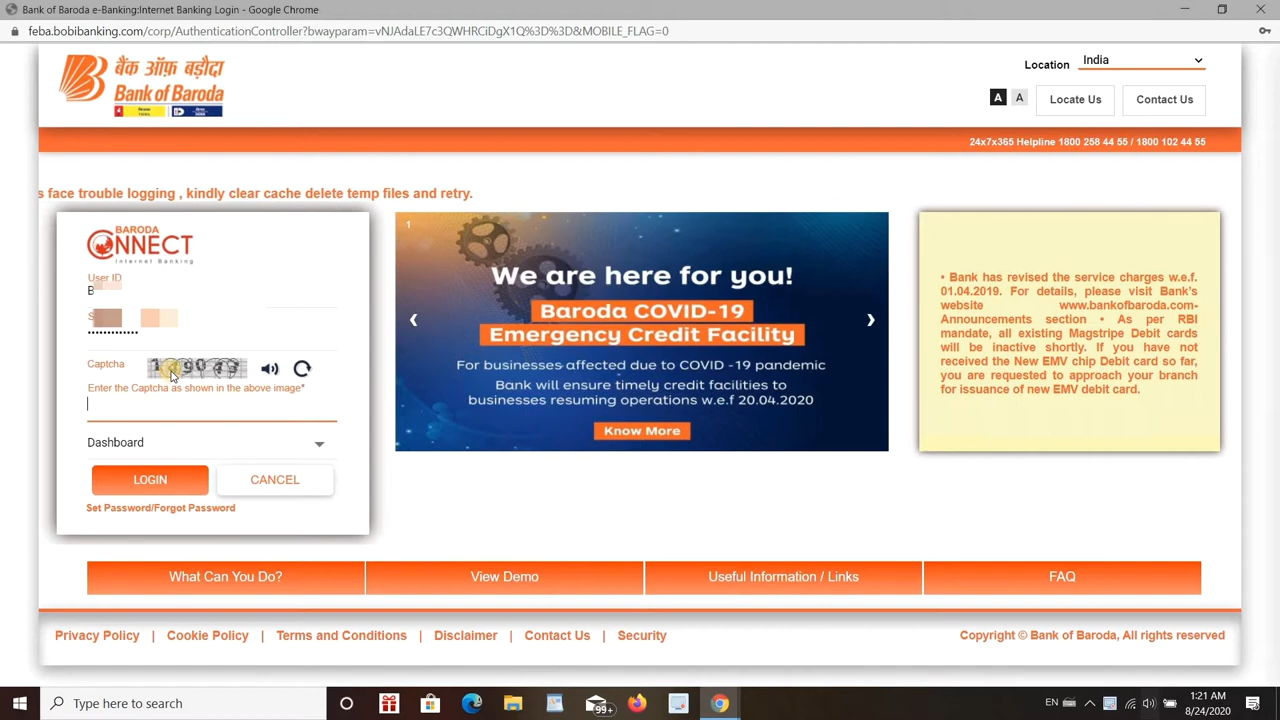 Bank of Baroda e-Banking:Internet Banking Login - Google Chrome
feba.bobibanking.com/corp/AuthenticationController?bwayparam=vNJAdaLE7c3QWHRCiDgX1Q%3D%3D&MOBILE_FLAG=0
बैंक ऑफ़ बड़ौदा
Bank of Baroda
Location India
A A Locate Us Contact Us
24x7x365 Helpline 1800 258 44 55 / 1800 102 44 55
s face trouble logging , kindly clear cache delete temp files and retry.
BARODA
CONNECT
Internet Banking
User ID
B
••••••••••••
Captcha
Enter the Captcha as shown in the above image*
Dashboard
LOGIN CANCEL
Set Password/Forgot Password
1
We are here for you!
Baroda COVID-19
Emergency Credit Facility
For businesses affected due to COVID -19 pandemic
Bank will ensure timely credit facilities to
businesses resuming operations w.e.f 20.04.2020
Know More
• Bank has revised the service charges w.e.f.
01.04.2019. For details, please visit Bank's
website www.bankofbaroda.com-
Announcements section • As per RBI
mandate, all existing Magstripe Debit cards
will be inactive shortly. If you have not
received the New EMV chip Debit card so far,
you are requested to approach your branch
for issuance of new EMV debit card.
What Can You Do? View Demo Useful Information / Links FAQ
Privacy Policy | Cookie Policy | Terms and Conditions | Disclaimer | Contact Us | Security
Copyright © Bank of Baroda, All rights reserved
Type here to search
99+
EN
1:21 AM
8/24/2020